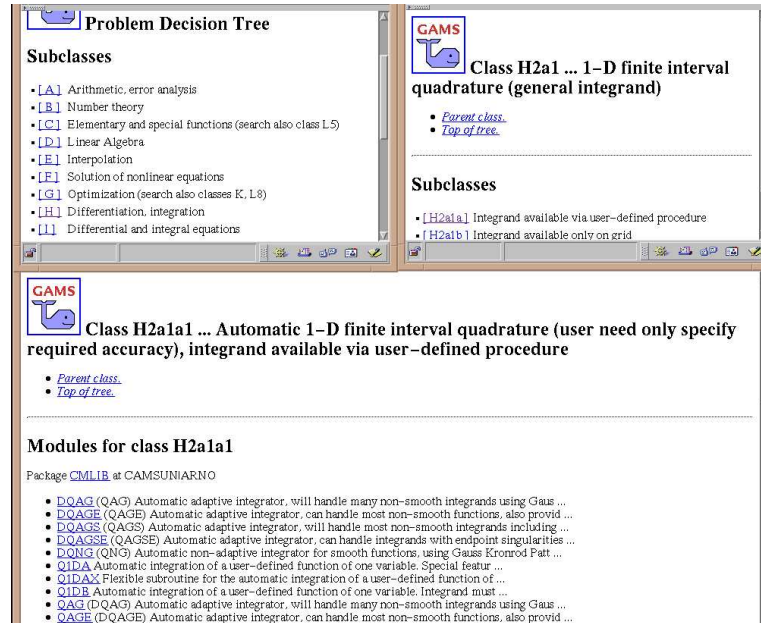 Problem Decision Tree
Subclasses
[A] Arithmetic, error analysis
[B] Number theory
[C] Elementary and special functions (search also class L5)
[D] Linear Algebra
[E] Interpolation
[F] Solution of nonlinear equations
[G] Optimization (search also classes K, L8)
[H] Differentiation, integration
[I] Differential and integral equations
GAMS
Class H2a1 ... 1-D finite interval
quadrature (general integrand)
Parent class.
Top of tree.
Subclasses
[H2a1a] Integrand available via user-defined procedure
[H2a1b] Integrand available only on grid
GAMS
Class H2a1a1 ... Automatic 1-D finite interval quadrature (user need only specify
required accuracy), integrand available via user-defined procedure
Parent class.
Top of tree.
Modules for class H2a1a1
Package CMLIB at CAMSUN|ARNO
DQAG (QAG) Automatic adaptive integrator, will handle many non-smooth integrands using Gaus ...
DQAGE (QAGE) Automatic adaptive integrator, can handle most non-smooth functions, also provid ...
DQAGS (QAGS) Automatic adaptive integrator, will handle most non-smooth integrands including ...
DQAGSE (QAGSE) Automatic adaptive integrator, can handle integrands with endpoint singularities ...
DQNG (QNG) Automatic non-adaptive integrator for smooth functions, using Gauss Kronrod Patt ...
Q1DA Automatic integration of a user-defined function of one variable. Special featur ...
Q1DAX Flexible subroutine for the automatic integration of a user-defined function of ...
Q1DB Automatic integration of a user-defined function of one variable. Integrand must ...
QAG (DQAG) Automatic adaptive integrator, will handle many non-smooth integrands using Gaus ...
QAGE (DQAGE) Automatic adaptive integrator, can handle most non-smooth functions, also provid ...